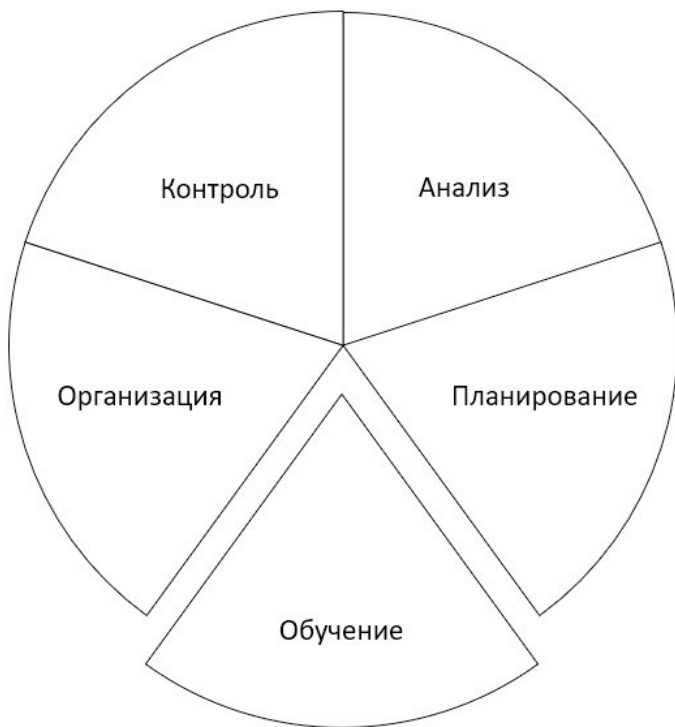 Контроль
Анализ
Организация
Планирование
Обучение